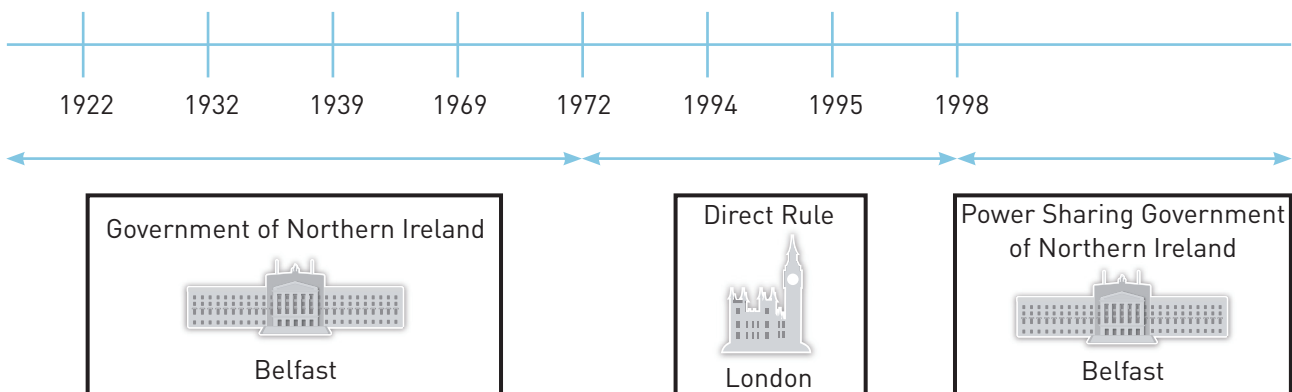 1922 1932 1939 1969 1972 1994 1995 1998
Government of Northern Ireland
Belfast
Direct Rule
London
Power Sharing Government
of Northern Ireland
Belfast